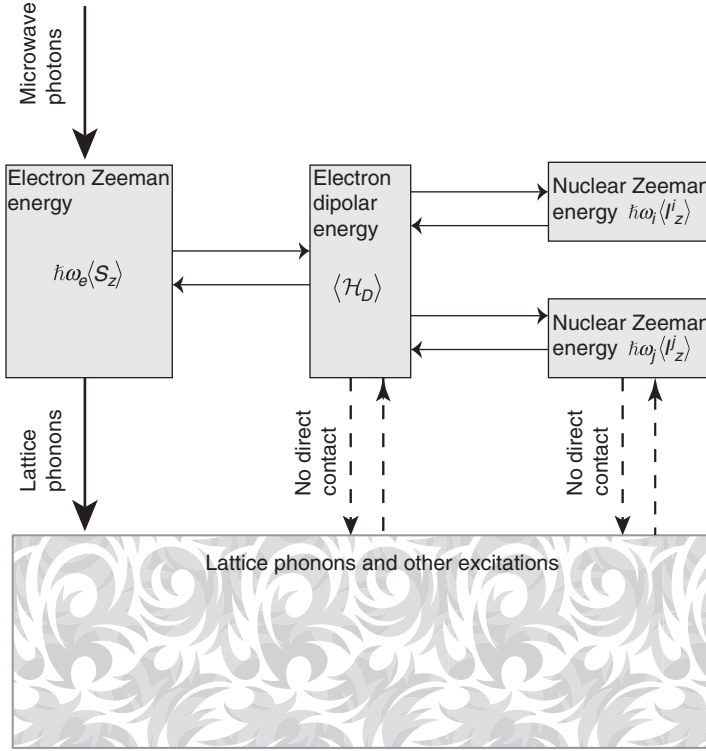 Microwave
photons
Electron Zeeman
energy
ℏωₑ⟨S_z⟩
Electron
dipolar
energy
⟨ℋ_D⟩
Nuclear Zeeman
energy ℏω_i⟨I^i_z⟩
Nuclear Zeeman
energy ℏω_j⟨I^j_z⟩
Lattice
phonons
No direct
contact
No direct
contact
Lattice phonons and other excitations